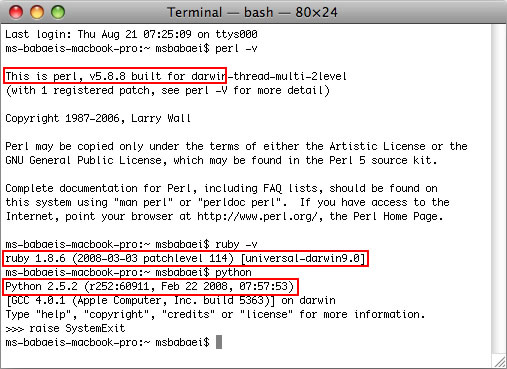 Terminal — bash — 80×24
Last login: Thu Aug 21 07:25:09 on ttys000
ms-babaeis-macbook-pro:~ msbabaei$ perl -v
This is perl, v5.8.8 built for darwin-thread-multi-2level
(with 1 registered patch, see perl -V for more detail)
Copyright 1987-2006, Larry Wall
Perl may be copied only under the terms of either the Artistic License or the
GNU General Public License, which may be found in the Perl 5 source kit.
Complete documentation for Perl, including FAQ lists, should be found on
this system using "man perl" or "perldoc perl".  If you have access to the
Internet, point your browser at http://www.perl.org/, the Perl Home Page.
ms-babaeis-macbook-pro:~ msbabaei$ ruby -v
ruby 1.8.6 (2008-03-03 patchlevel 114) [universal-darwin9.0]
ms-babaeis-macbook-pro:~ msbabaei$ python
Python 2.5.2 (r252:60911, Feb 22 2008, 07:57:53)
[GCC 4.0.1 (Apple Computer, Inc. build 5363)] on darwin
Type "help", "copyright", "credits" or "license" for more information.
>>> raise SystemExit
ms-babaeis-macbook-pro:~ msbabaei$